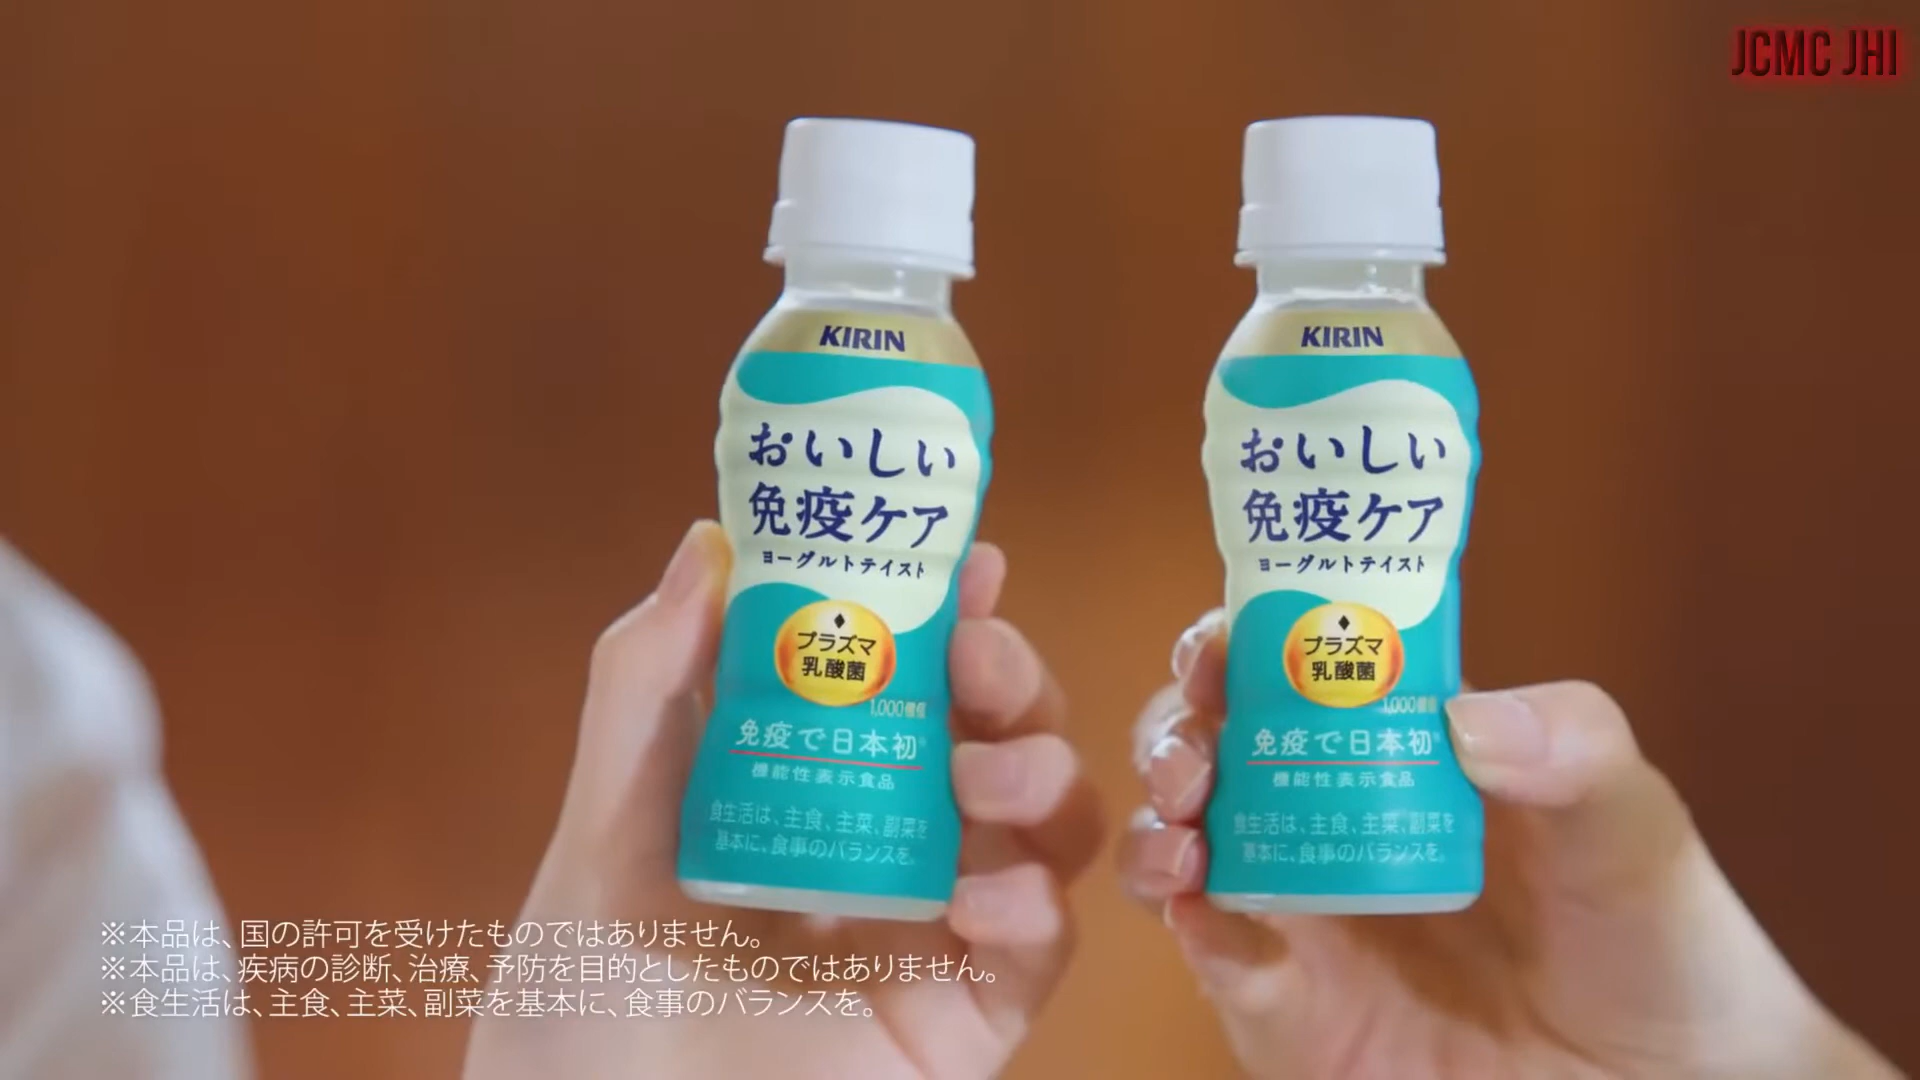 JCMC JHI
KIRIN
おいしい
免疫ケア
ヨーグルトテイスト
プラズマ
乳酸菌
1,000億個
免疫で日本初※
機能性表示食品
食生活は、主食、主菜、副菜を
基本に、食事のバランスを。
KIRIN
おいしい
免疫ケア
ヨーグルトテイスト
プラズマ
乳酸菌
1,000億個
免疫で日本初※
機能性表示食品
食生活は、主食、主菜、副菜を
基本に、食事のバランスを。
※本品は、国の許可を受けたものではありません。
※本品は、疾病の診断、治療、予防を目的としたものではありません。
※食生活は、主食、主菜、副菜を基本に、食事のバランスを。